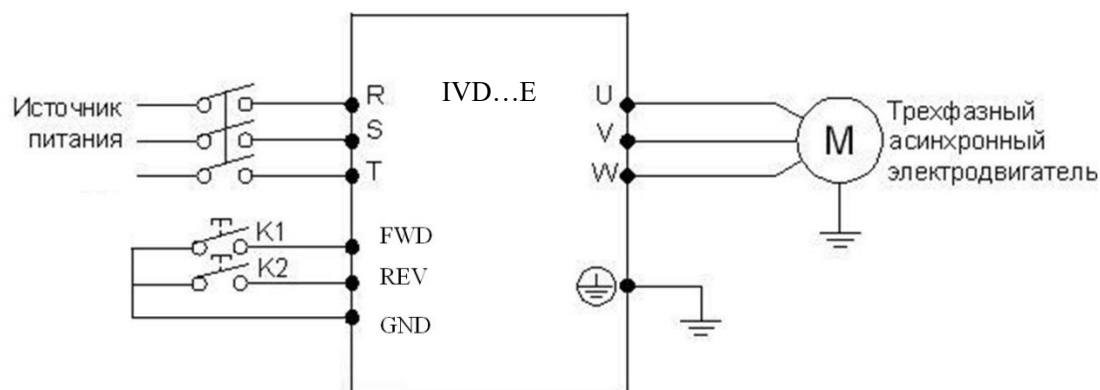 IVD…E
Источник
питания
R
S
T
U
V
W
M
Трехфазный
асинхронный
электродвигатель
K1
K2
FWD
REV
GND